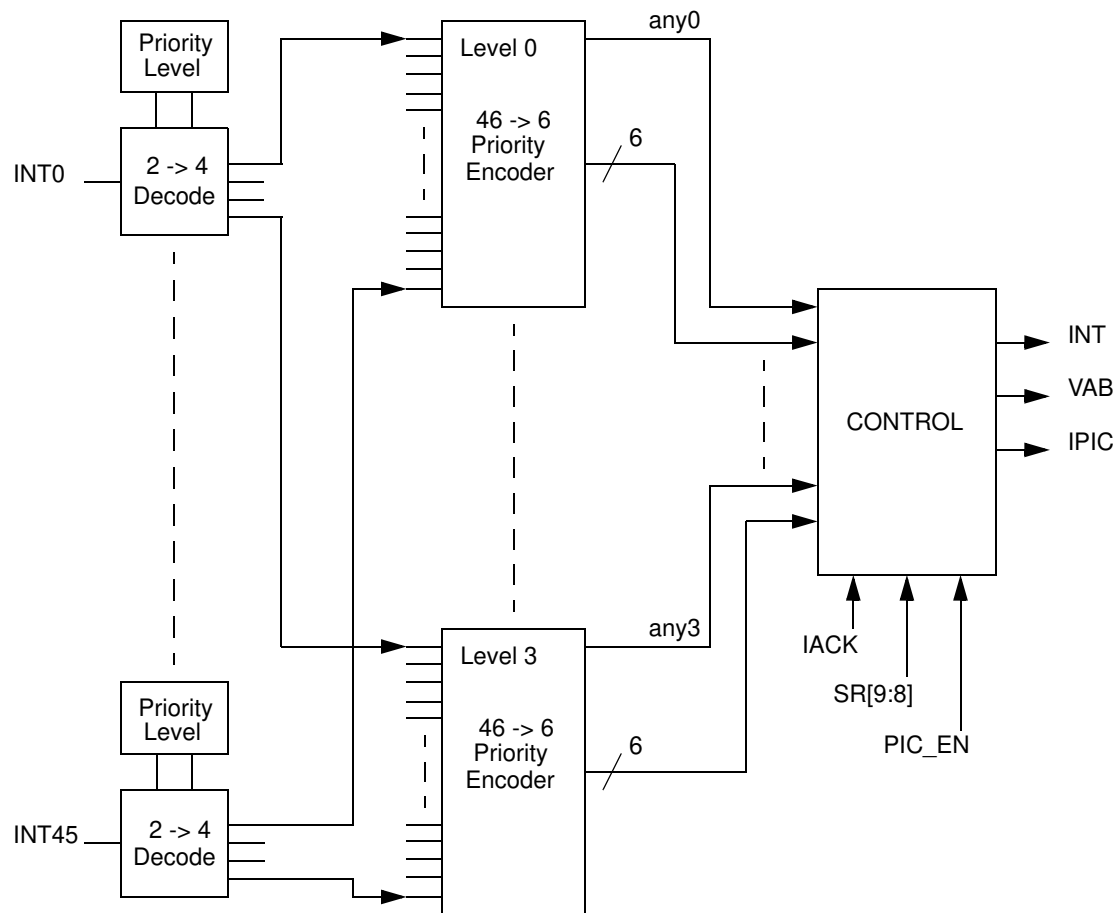 any0
Priority
Level
Level 0
46 -> 6
Priority
Encoder
6
INT0
2 -> 4
Decode
INT
VAB
IPIC
CONTROL
any3
Level 3
IACK
SR[9:8]
PIC_EN
Priority
Level
46 -> 6
Priority
Encoder
6
INT45
2 -> 4
Decode